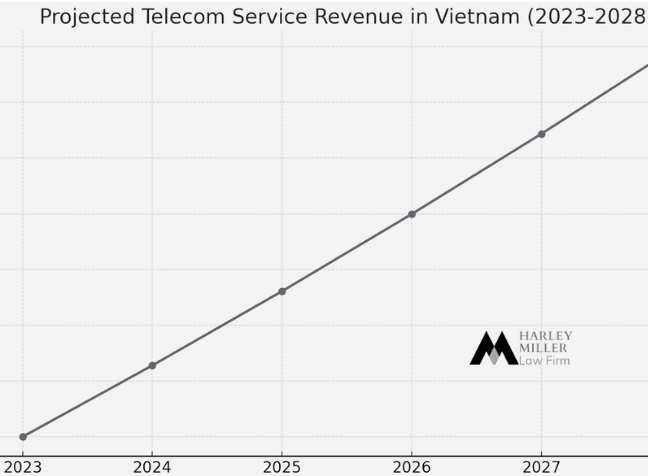 Projected Telecom Service Revenue in Vietnam (2023-2028
HARLEY
MILLER
Law Firm
2023 2024 2025 2026 2027